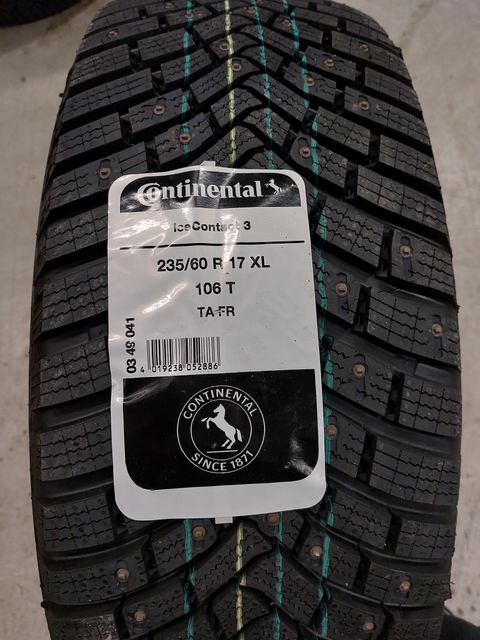 Continental
IceContact 3
235/60 R 17 XL
106 T
TA FR
03 49 041
4 019238 052886
CONTINENTAL
SINCE 1871